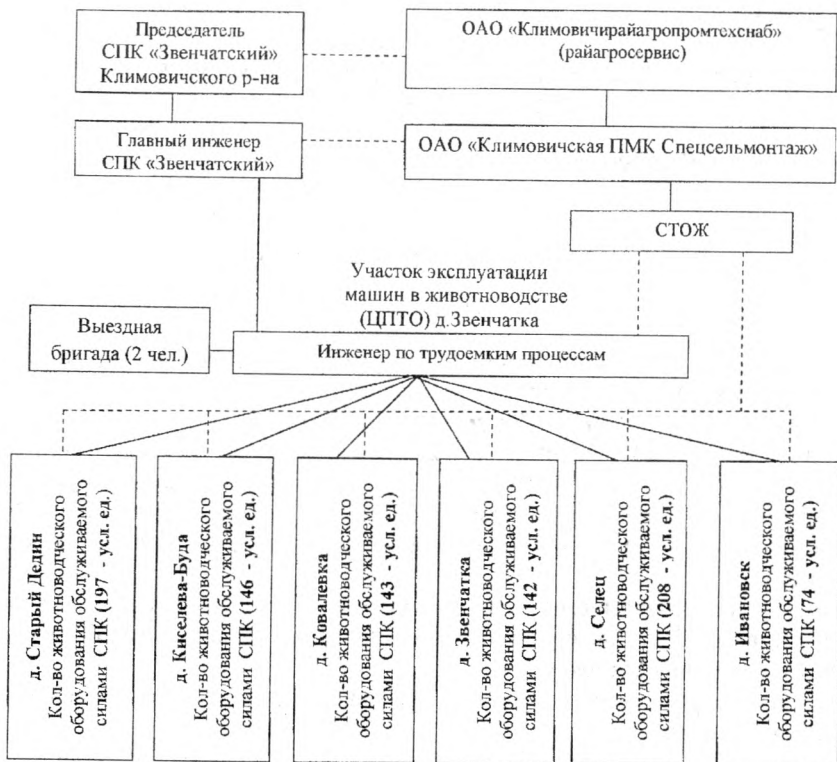 Председатель
СПК «Звенчатский»
Климовичского р-на
ОАО «Климовичирайагропромтехснаб»
(райагросервис)
Главный инженер
СПК «Звенчатский»
ОАО «Климовичская ПМК Спецсельмонтаж»
СТОЖ
Участок эксплуатации
машин в животноводстве
(ЦПТО) д.Звенчатка
Выездная
бригада (2 чел.)
Инженер по трудоемким процессам
д. Старый Дедин
Кол-во животноводческого
оборудования обслуживаемого
силами СПК (197 - усл. ед.)
д. Киселева-Буда
Кол-во животноводческого
оборудования обслуживаемого
силами СПК (146 - усл. ед.)
д. Ковалевка
Кол-во животноводческого
оборудования обслуживаемого
силами СПК (143 - усл. ед.)
д. Звенчатка
Кол-во животноводческого
оборудования обслуживаемого
силами СПК (142 - усл. ед.)
д. Селец
Кол-во животноводческого
оборудования обслуживаемого
силами СПК (208 - усл. ед.)
д. Ивановск
Кол-во животноводческого
оборудования обслуживаемого
силами СПК (74 - усл. ед.)